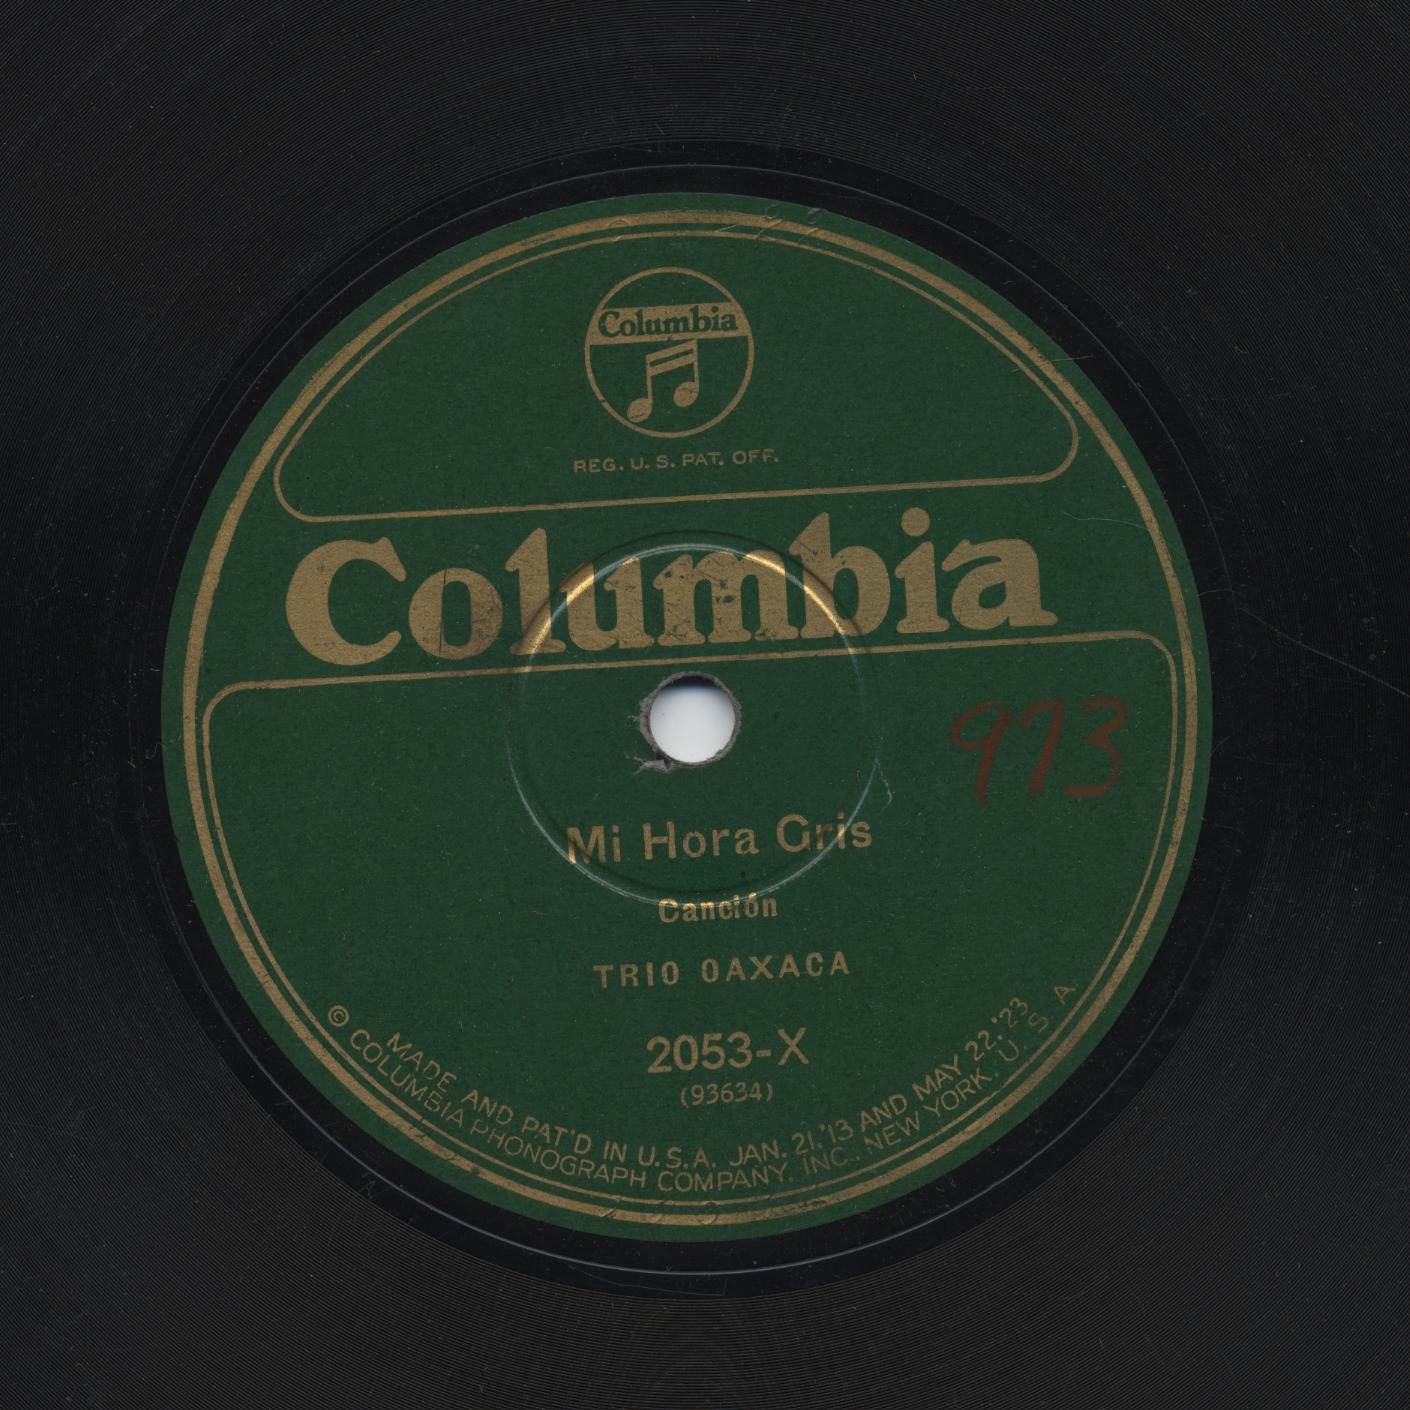 Columbia
REG. U. S. PAT. OFF.
Columbia
973
Mi Hora Gris
Canción
TRIO OAXACA
2053-X
(93634)
MADE AND PAT'D IN U.S.A. JAN. 21.'13 AND MAY 22.'23
© COLUMBIA PHONOGRAPH COMPANY, INC., NEW YORK, U. S. A.